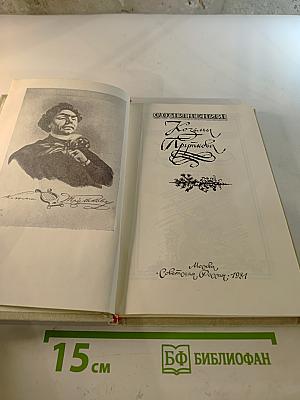 СОЧИНЕНИЯ
Козьмы
Пруткова
Москва
"Советская Россия" 1981
15 см
БФ БИБЛИОФАН